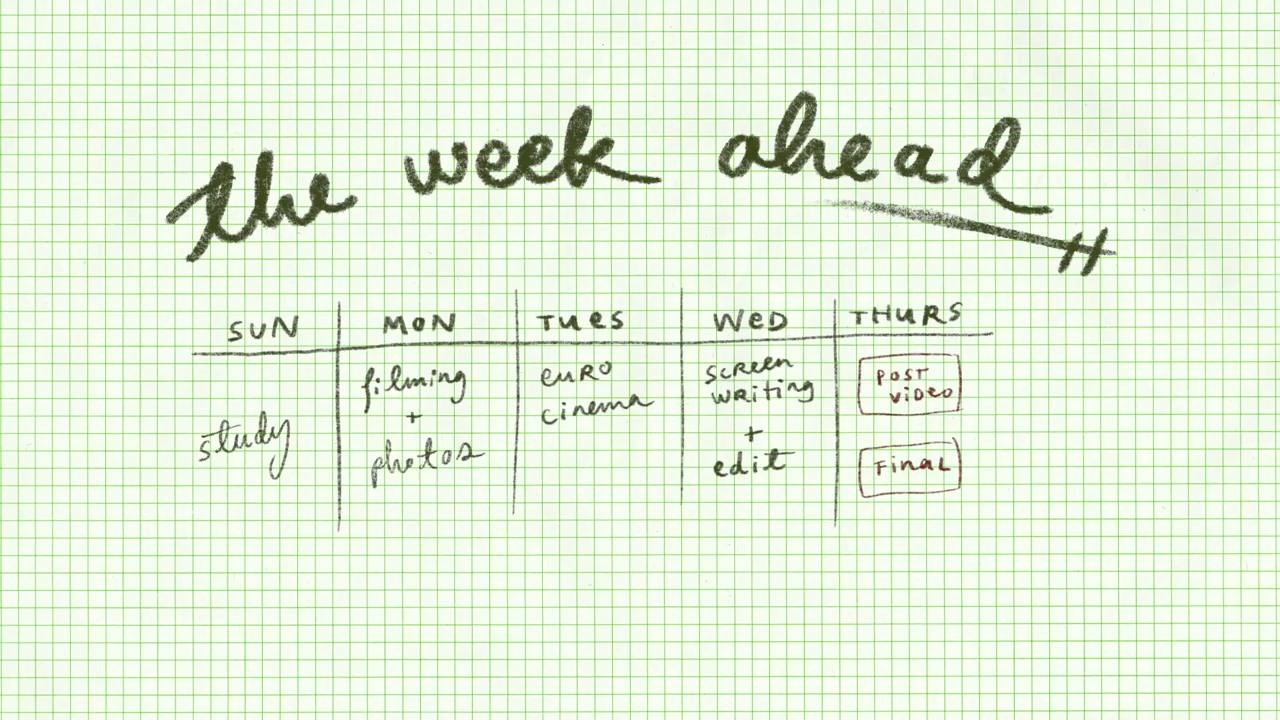 the week ahead
SUN MON TUES WED THURS
study
filming
+
photos
euro
cinema
screen
writing
+
edit
POST
VIDEO
FINAL